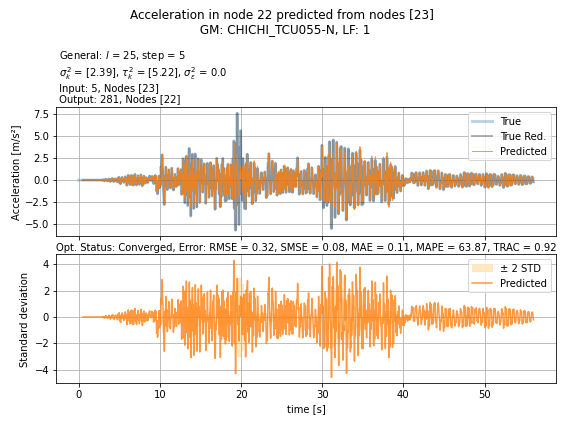 Acceleration in node 22 predicted from nodes [23]
GM: CHICHI_TCU055-N, LF: 1
General: l = 25, step = 5
σ²ₖ = [2.39], τ²ₖ = [5.22], σ²ε = 0.0
Input: 5, Nodes [23]
Output: 281, Nodes [22]
7.5
5.0
2.5
0.0
−2.5
−5.0
Acceleration [m/s²]
True
True Red.
Predicted
Opt. Status: Converged, Error: RMSE = 0.32, SMSE = 0.08, MAE = 0.11, MAPE = 63.87, TRAC = 0.92
4
2
0
−2
−4
Standard deviation
± 2 STD
Predicted
0 10 20 30 40 50
time [s]